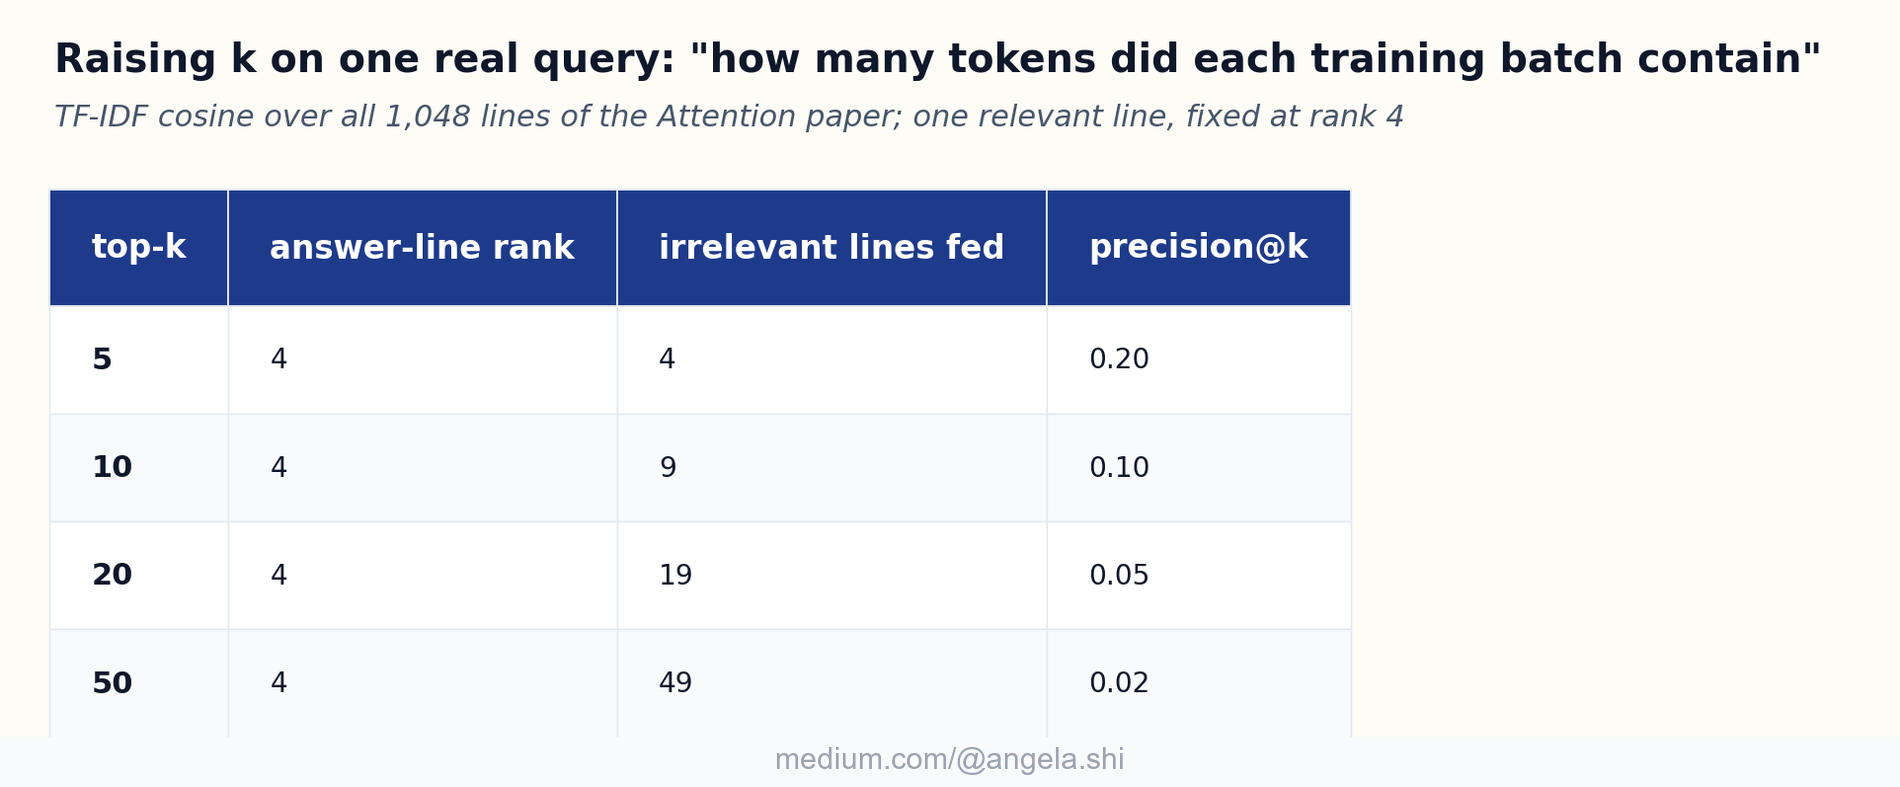 Raising k on one real query: "how many tokens did each training batch contain"
TF-IDF cosine over all 1,048 lines of the Attention paper; one relevant line, fixed at rank 4
top-k answer-line rank irrelevant lines fed precision@k
5 4 4 0.20
10 4 9 0.10
20 4 19 0.05
50 4 49 0.02
medium.com/@angela.shi